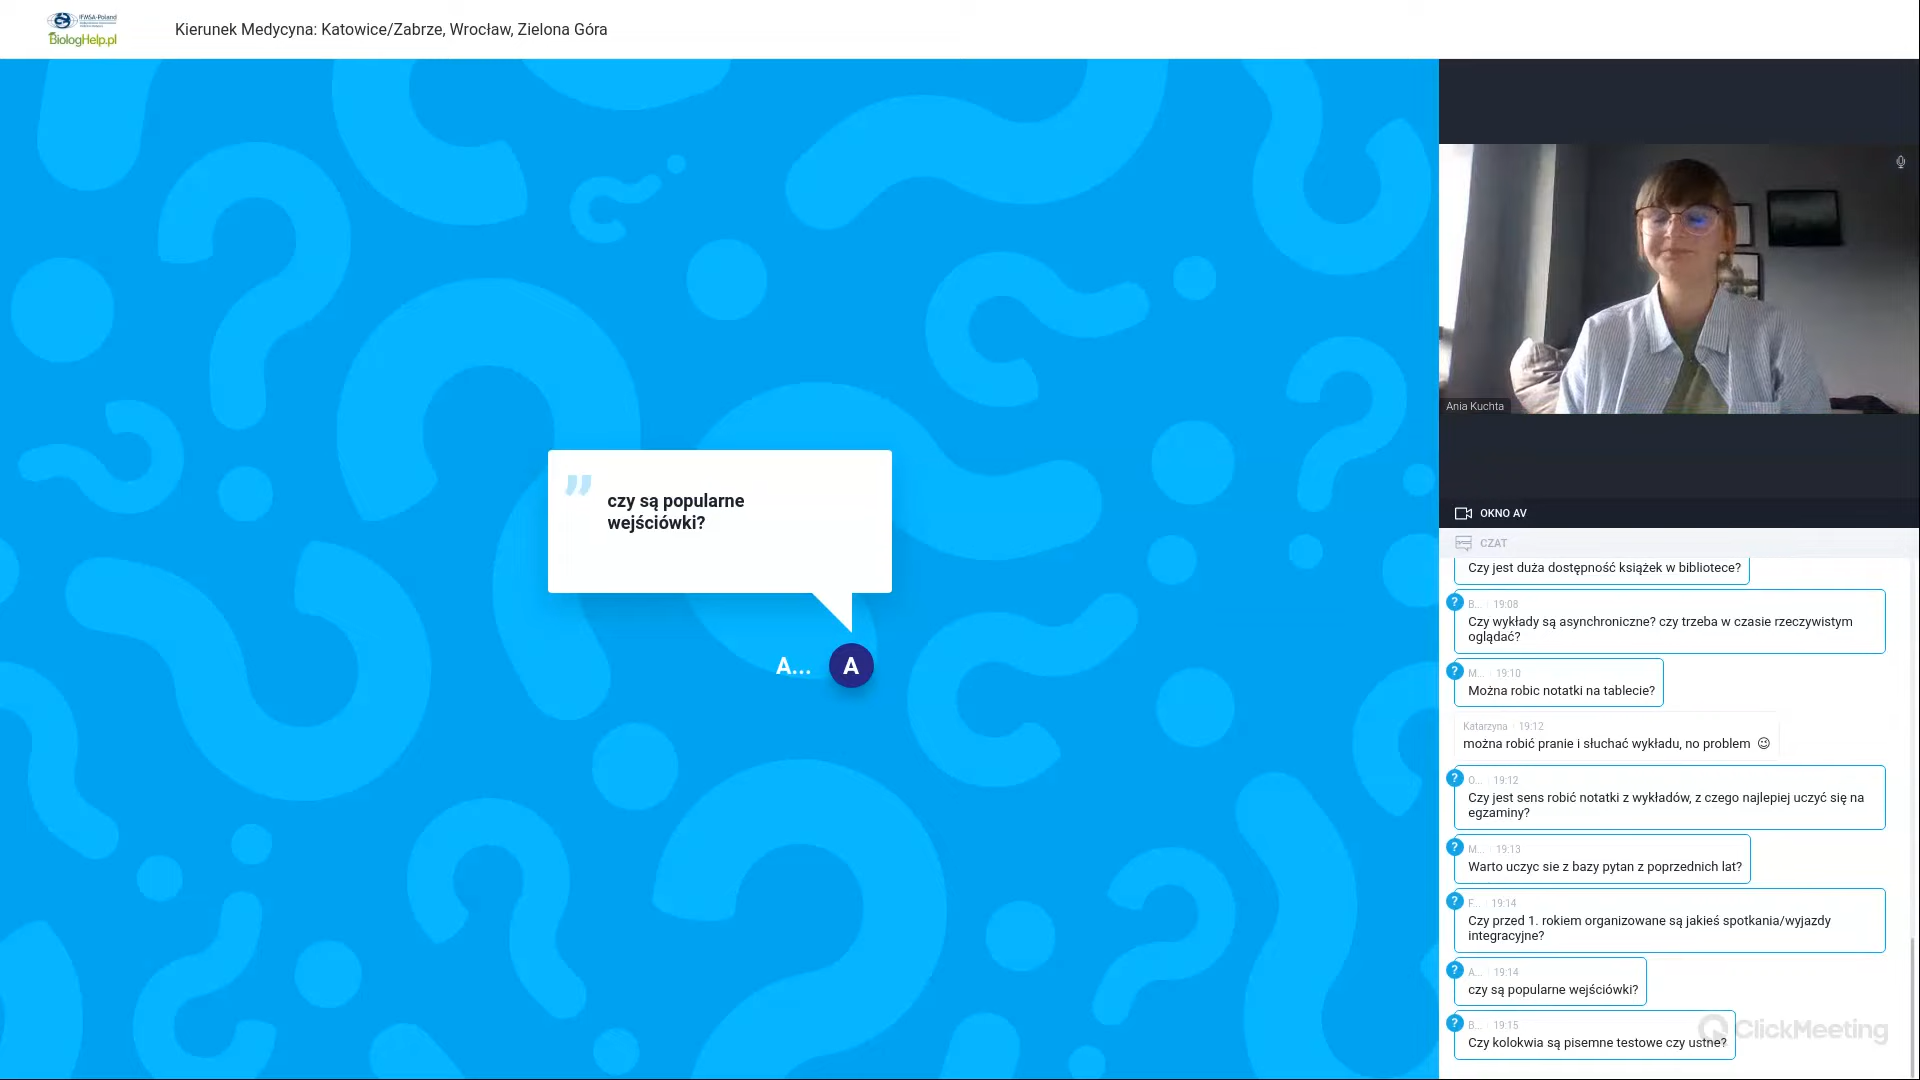 IFMSA-Poland
BiologHelp.pl
Kierunek Medycyna: Katowice/Zabrze, Wrocław, Zielona Góra
czy są popularne
wejściówki?
A...
A
Ania Kuchta
OKNO AV
CZAT
Czy jest duża dostępność książek w bibliotece?
? B... · 19:08
Czy wykłady są asynchroniczne? czy trzeba w czasie rzeczywistym
oglądać?
? M... · 19:10
Można robic notatki na tablecie?
Katarzyna · 19:12
można robić pranie i słuchać wykładu, no problem 😉
? O... · 19:12
Czy jest sens robić notatki z wykładów, z czego najlepiej uczyć się na
egzaminy?
? M... · 19:13
Warto uczyc sie z bazy pytan z poprzednich lat?
? F... · 19:14
Czy przed 1. rokiem organizowane są jakieś spotkania/wyjazdy
integracyjne?
? A... · 19:14
czy są popularne wejściówki?
? B... · 19:15
Czy kolokwia są pisemne testowe czy ustne?
ClickMeeting